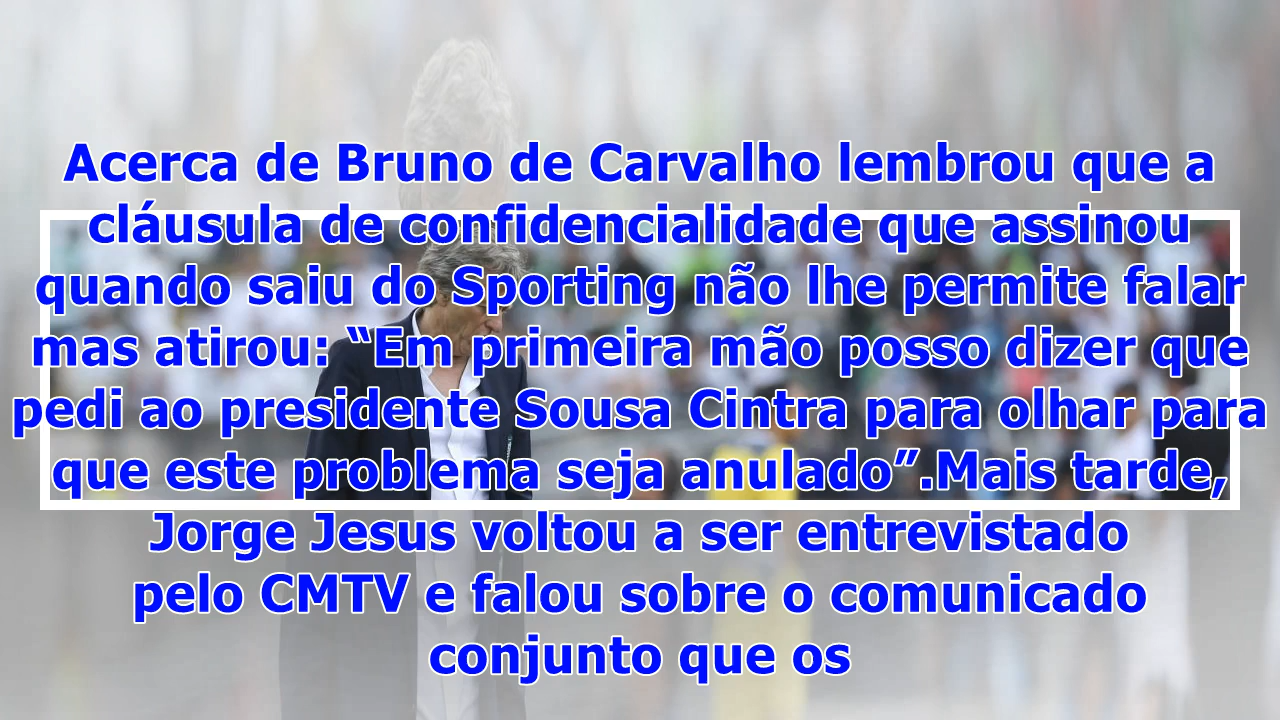 Acerca de Bruno de Carvalho lembrou que a
cláusula de confidencialidade que assinou
quando saiu do Sporting não lhe permite falar
mas atirou: “Em primeira mão posso dizer que
pedi ao presidente Sousa Cintra para olhar para
que este problema seja anulado”.Mais tarde,
Jorge Jesus voltou a ser entrevistado
pelo CMTV e falou sobre o comunicado
conjunto que os